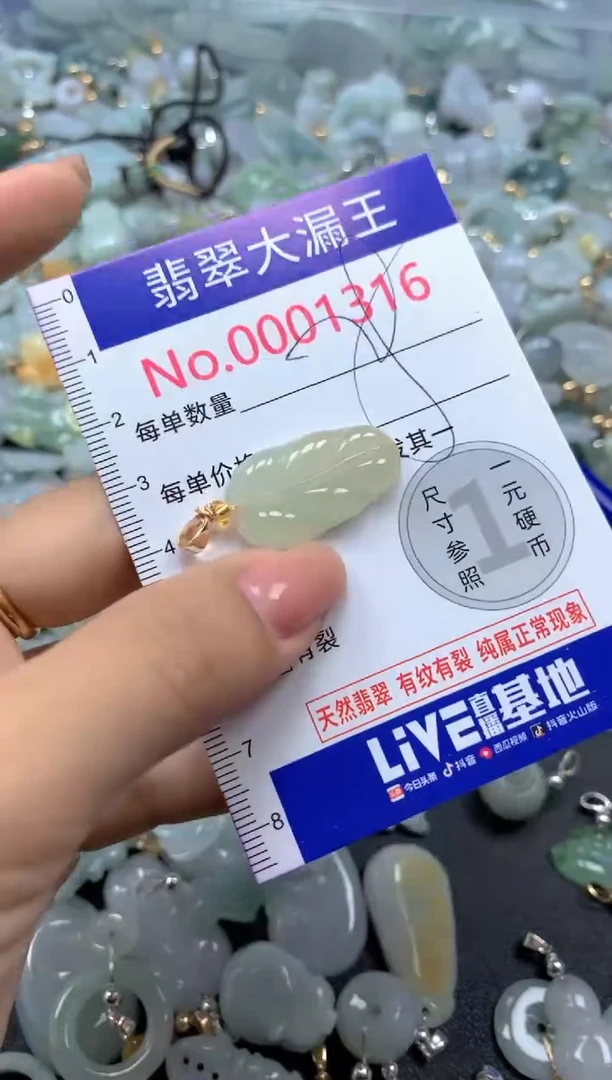 翡翠大漏王
No.0001316
每单数量
每单价
发其一
尺寸参照
1
一元硬币
有裂
天然翡翠 有纹有裂 纯属正常现象
LiVE直播基地
今日头条 抖音 西瓜视频 抖音火山版
0
1
2
3
4
7
8